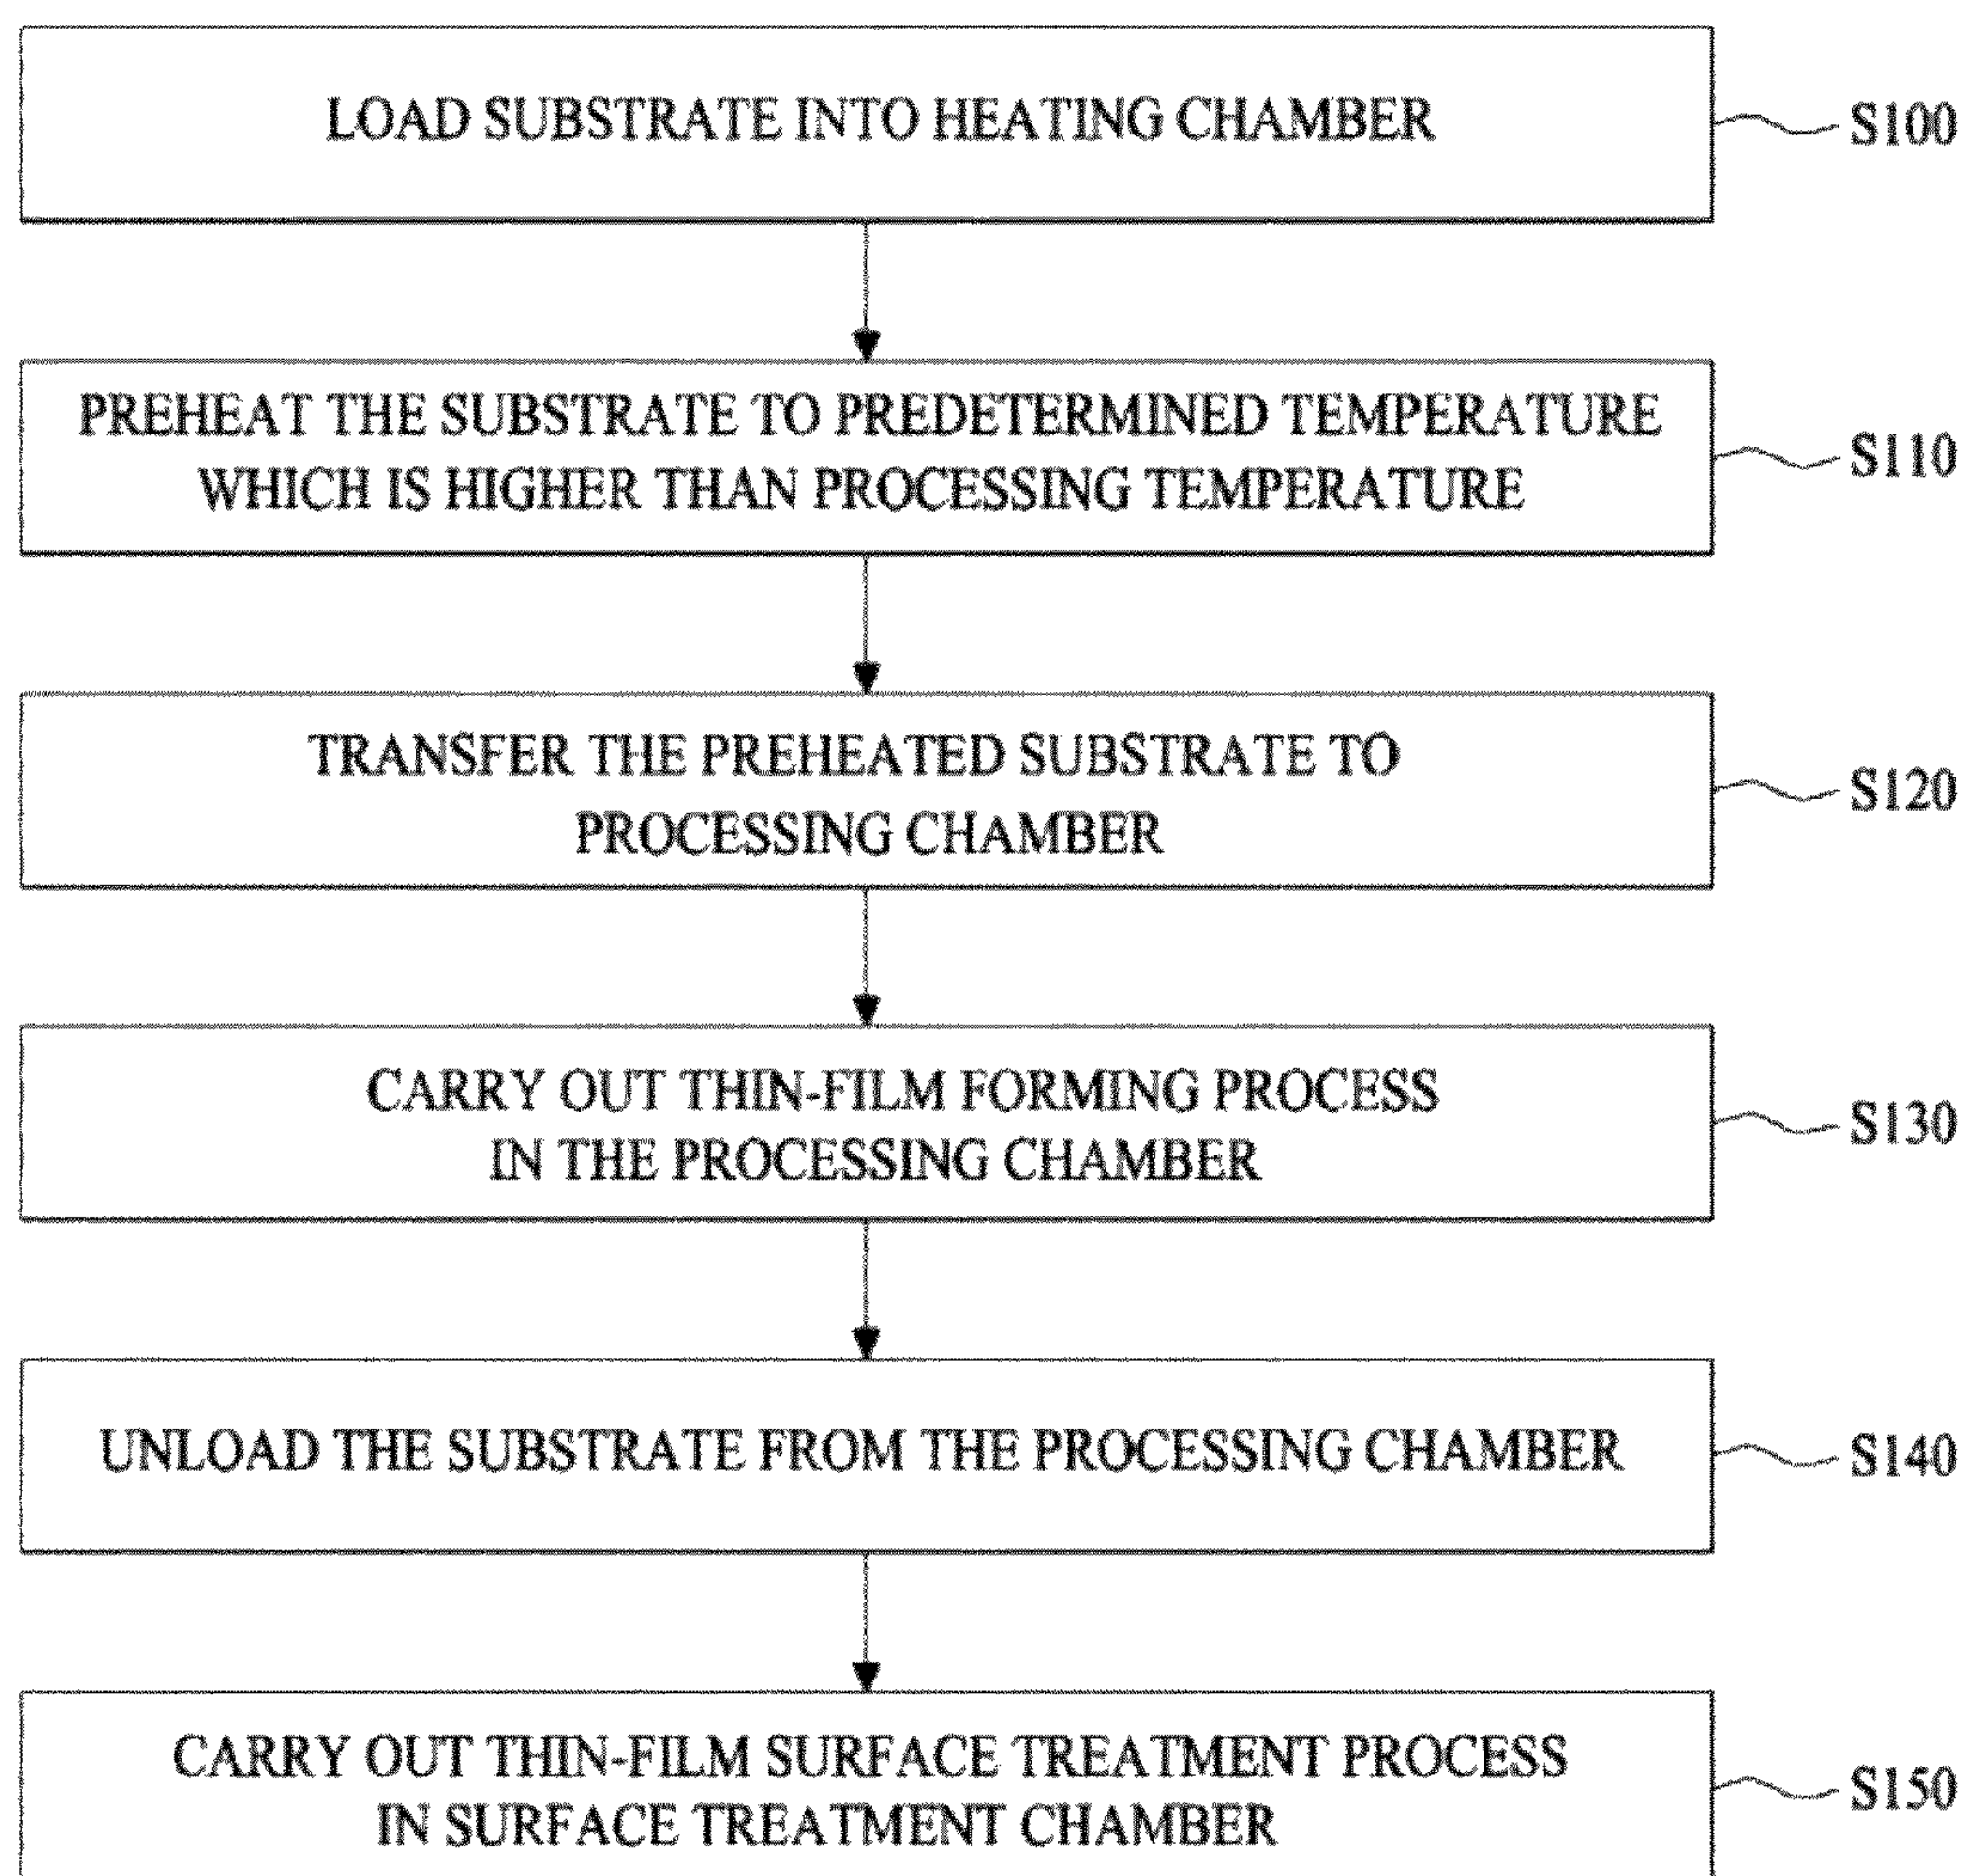 LOAD SUBSTRATE INTO HEATING CHAMBER
S100
PREHEAT THE SUBSTRATE TO PREDETERMINED TEMPERATURE
WHICH IS HIGHER THAN PROCESSING TEMPERATURE
S110
TRANSFER THE PREHEATED SUBSTRATE TO
PROCESSING CHAMBER
S120
CARRY OUT THIN-FILM FORMING PROCESS
IN THE PROCESSING CHAMBER
S130
UNLOAD THE SUBSTRATE FROM THE PROCESSING CHAMBER
S140
CARRY OUT THIN-FILM SURFACE TREATMENT PROCESS
IN SURFACE TREATMENT CHAMBER
S150